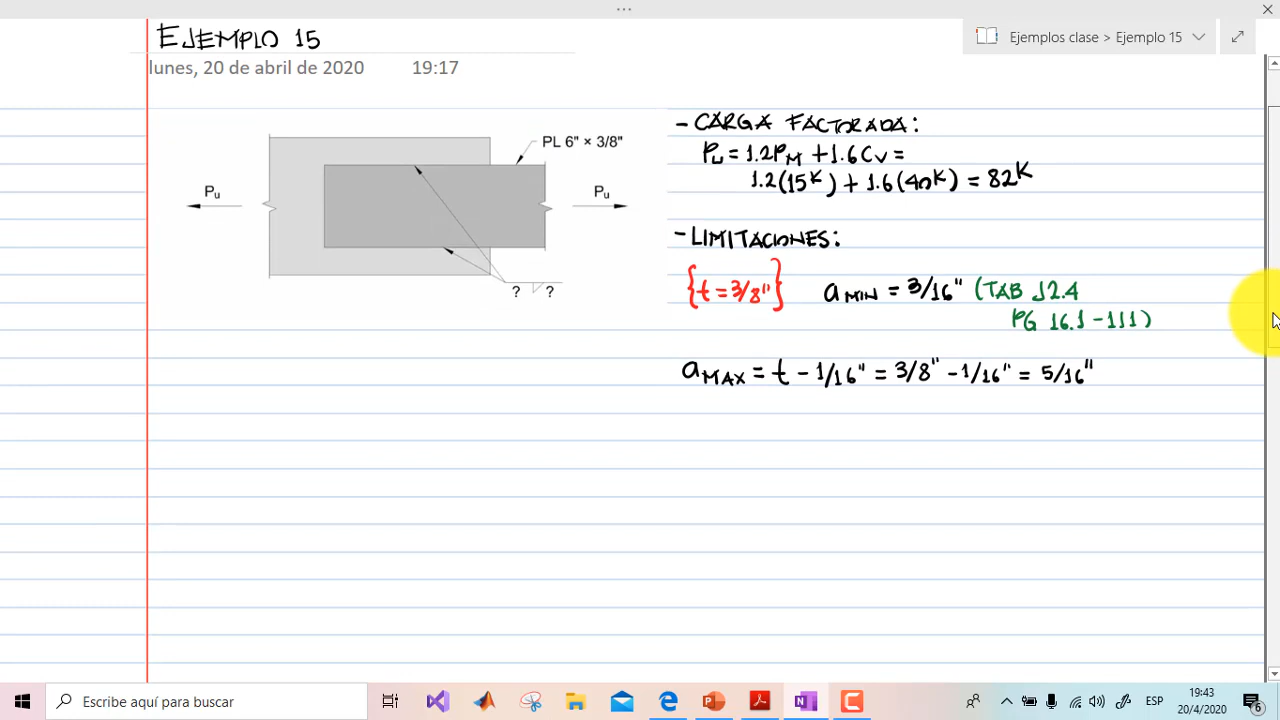 EJEMPLO 15
lunes, 20 de abril de 2020 19:17
Ejemplos clase > Ejemplo 15
PL 6" × 3/8"
Pu
Pu
? ?
- CARGA FACTORADA:
Pu = 1.2PM + 1.6CV =
1.2(15K) + 1.6(40K) = 82K
- LIMITACIONES:
{t = 3/8"} aMIN = 3/16" (TAB J2.4
PG 16.1 - 111)
aMAX = t - 1/16" = 3/8" - 1/16" = 5/16"
Escribe aquí para buscar
ESP
19:43
20/4/2020
6